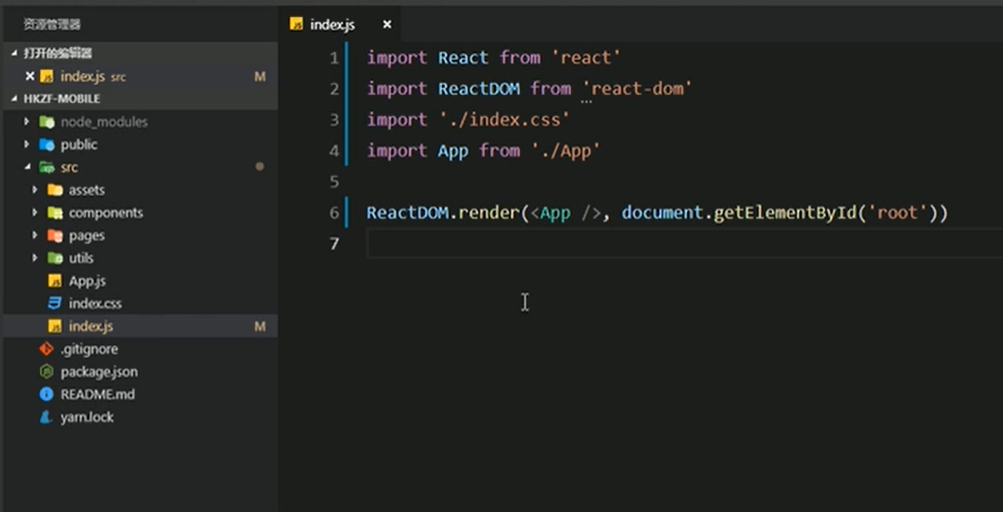 资源管理器
打开的编辑器
index.js src M
HKZF-MOBILE
node_modules
public
src
assets
components
pages
utils
App.js
index.css
index.js M
.gitignore
package.json
README.md
yarn.lock
index.js
1 import React from 'react'
2 import ReactDOM from 'react-dom'
3 import './index.css'
4 import App from './App'
5
6 ReactDOM.render(<App />, document.getElementById('root'))
7